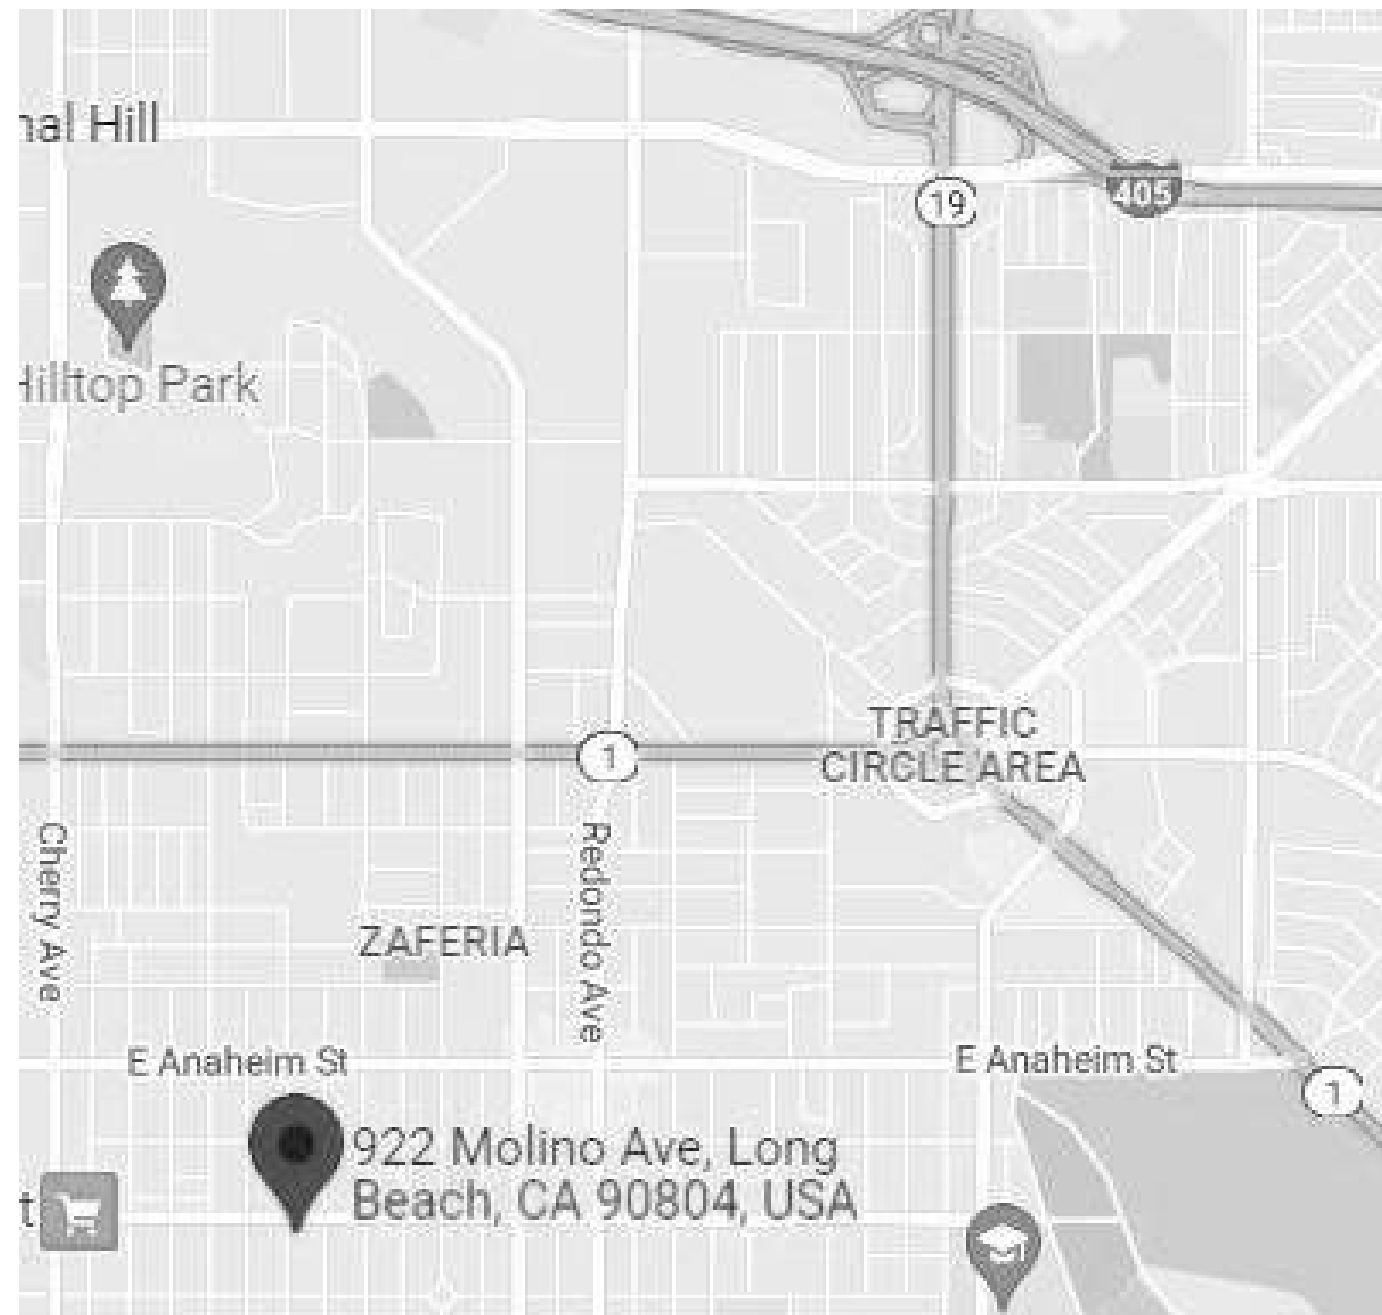 nal Hill
19
405
Hilltop Park
TRAFFIC
CIRCLE AREA
1
Cherry Ave
Redondo Ave
ZAFERIA
E Anaheim St
E Anaheim St
1
922 Molino Ave, Long
Beach, CA 90804, USA
t